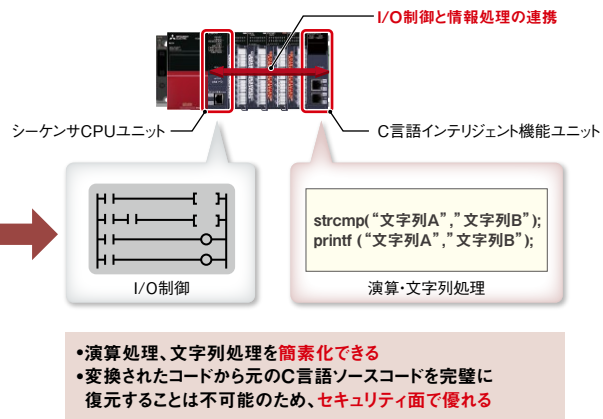 I/O制御と情報処理の連携
シーケンサCPUユニット
C言語インテリジェント機能ユニット
I/O制御
strcmp(“文字列A”,”文字列B”);
printf (“文字列A”,”文字列B”);
演算・文字列処理
•演算処理、文字列処理を簡素化できる
•変換されたコードから元のC言語ソースコードを完璧に
復元することは不可能のため、セキュリティ面で優れる